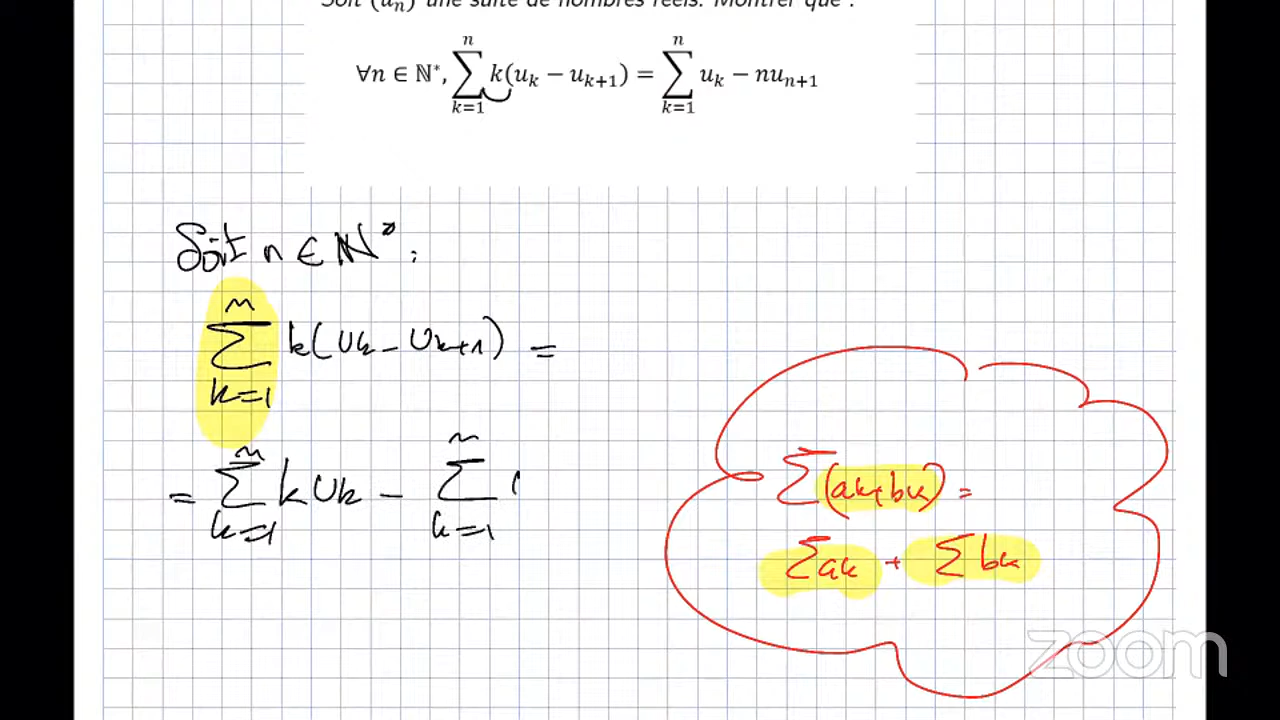 Soit (uₙ) une suite de nombres réels. Montrer que :
∀n ∈ ℕ*, ∑_{k=1}^{n} k(u_k − u_{k+1}) = ∑_{k=1}^{n} u_k − nu_{n+1}
Soit n ∈ ℕ* :
∑_{k=1}^{n} k(u_k − u_{k+1}) =
= ∑_{k=1}^{n} k u_k − ∑_{k=1}^{n} (
∑(a_k + b_k) =
∑a_k + ∑b_k
zoom